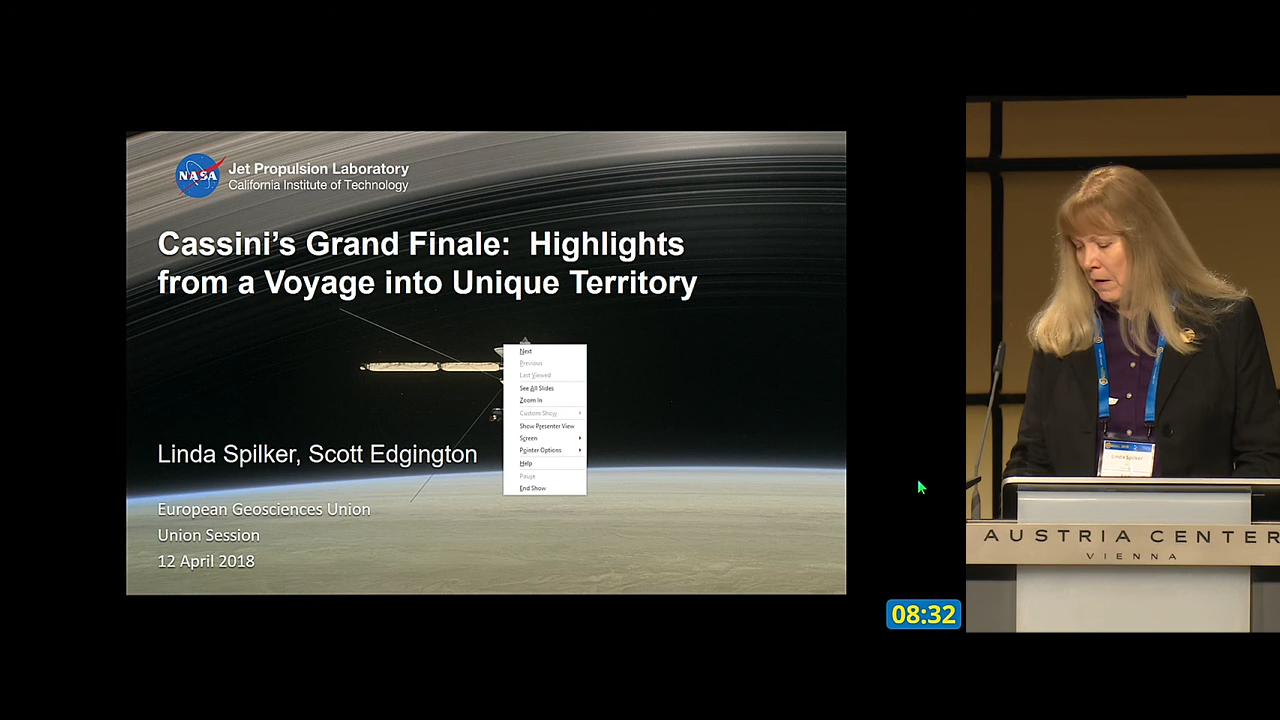 NASA
Jet Propulsion Laboratory
California Institute of Technology
Cassini’s Grand Finale:  Highlights
from a Voyage into Unique Territory
Next
Previous
Last Viewed
See All Slides
Zoom In
Custom Show
Show Presenter View
Screen
Pointer Options
Help
Pause
End Show
Linda Spilker, Scott Edgington
European Geosciences Union
Union Session
12 April 2018
08:32
Linda Spilker
AUSTRIA CENTER
VIENNA